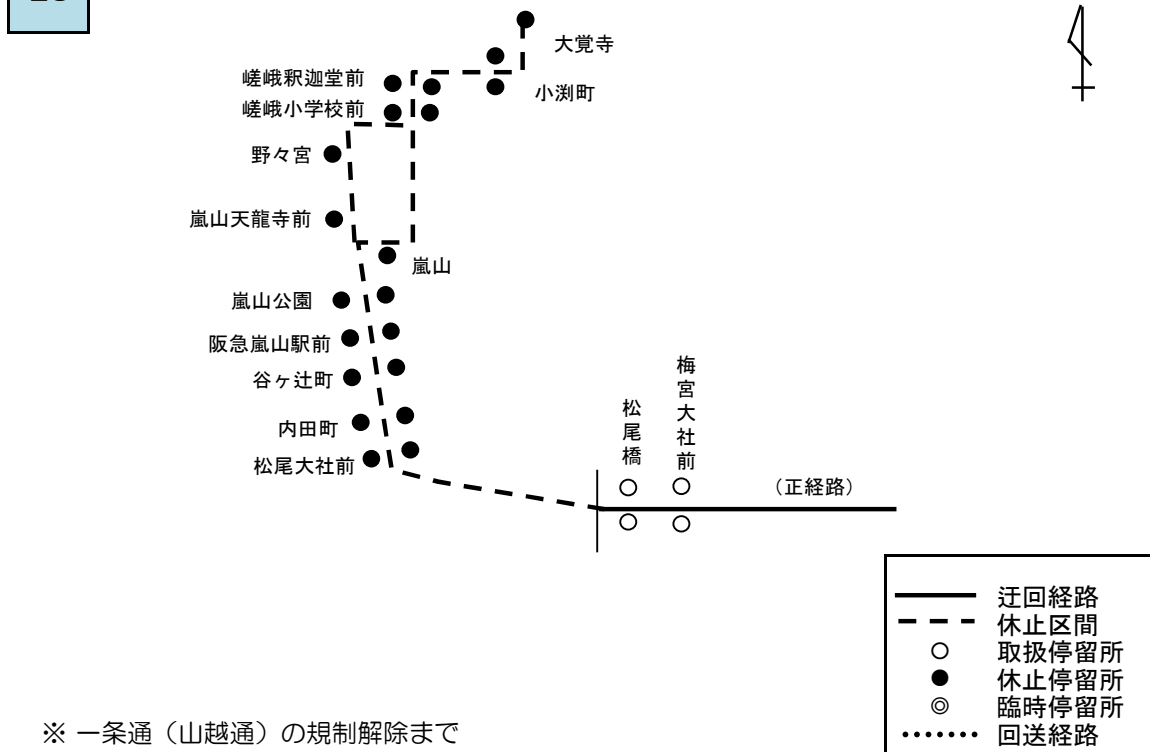 大覚寺
嵯峨釈迦堂前
小渕町
嵯峨小学校前
野々宮
嵐山天龍寺前
嵐山
嵐山公園
阪急嵐山駅前
谷ヶ辻町
内田町
松尾大社前
松尾橋
梅宮大社前
（正経路）
迂回経路
休止区間
取扱停留所
休止停留所
臨時停留所
回送経路
※ 一条通（山越通）の規制解除まで